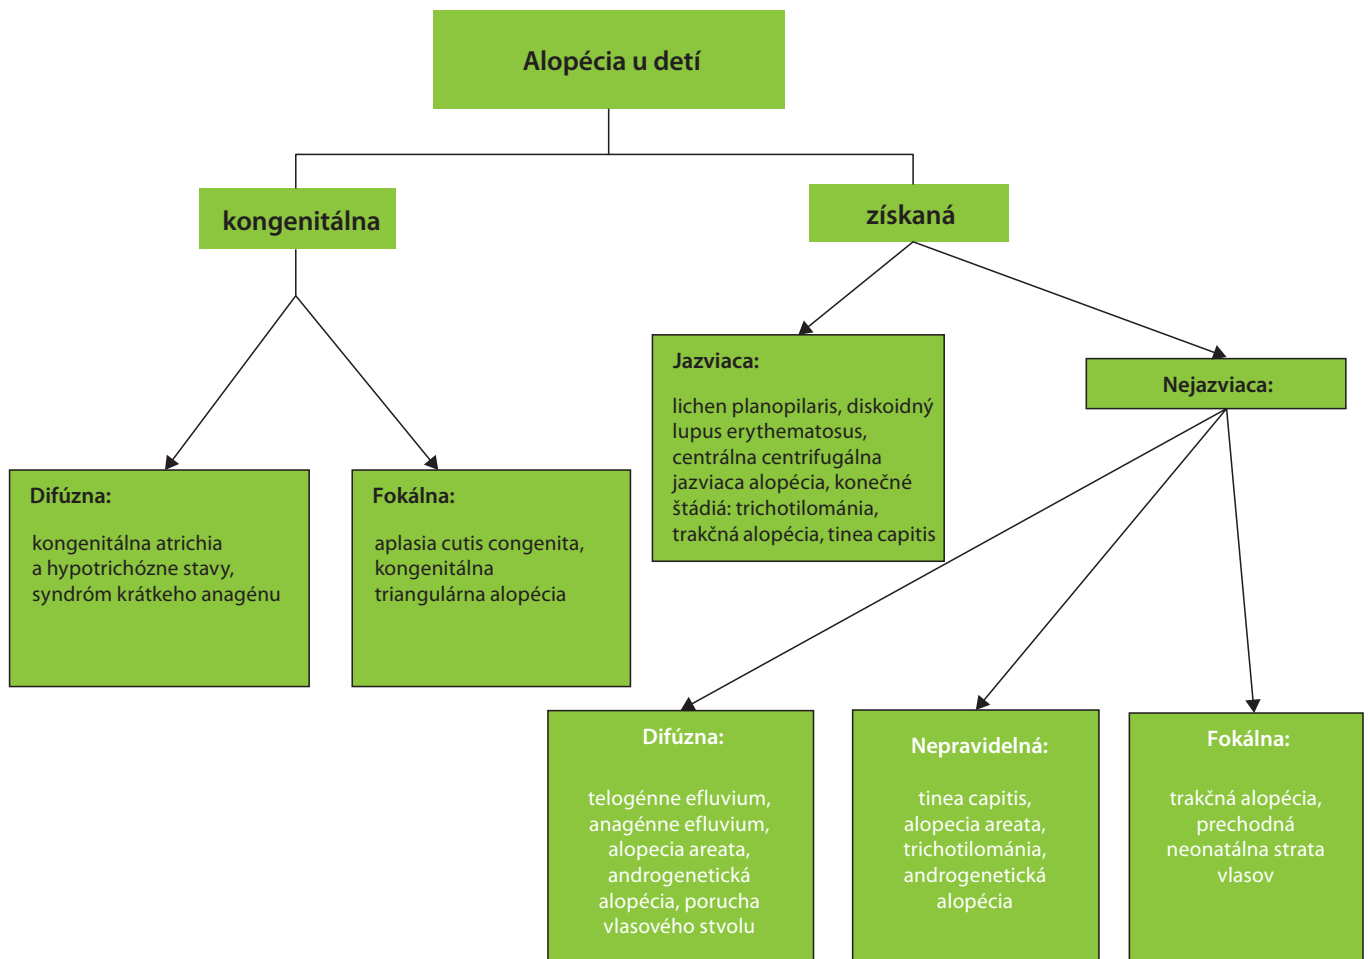 Alopécia u detí
kongenitálna
získaná
Jazviaca:
lichen planopilaris, diskoidný
lupus erythematosus,
centrálna centrifugálna
jazviaca alopécia, konečné
štádiá: trichotilománia,
trakčná alopécia, tinea capitis
Nejazviaca:
Difúzna:
kongenitálna atrichia
a hypotrichózne stavy,
syndróm krátkeho anagénu
Fokálna:
aplasia cutis congenita,
kongenitálna
triangulárna alopécia
Difúzna:
telogénne efluvium,
anagénne efluvium,
alopecia areata,
androgenetická
alopécia, porucha
vlasového stvolu
Nepravidelná:
tinea capitis,
alopecia areata,
trichotilománia,
androgenetická
alopécia
Fokálna:
trakčná alopécia,
prechodná
neonatálna strata
vlasov